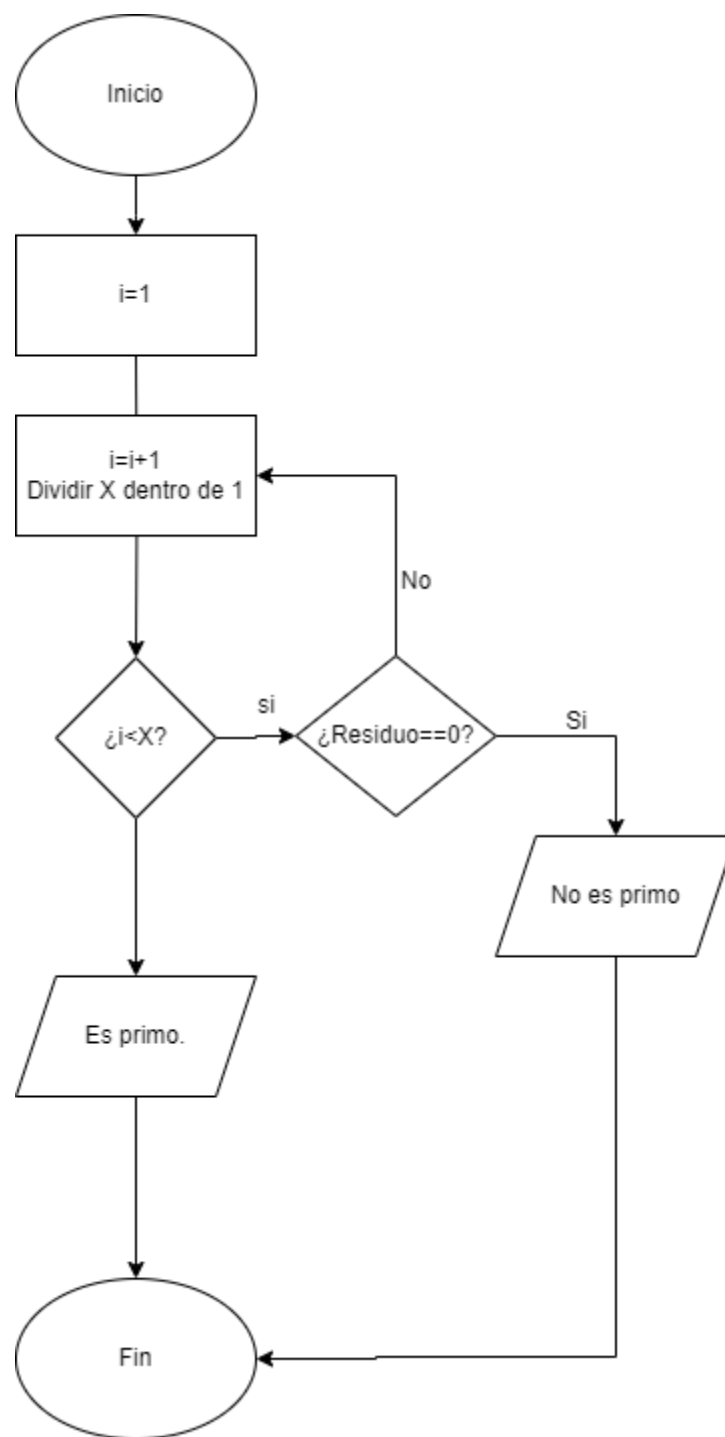 Inicio
i=1
i=i+1
Dividir X dentro de 1
No
¿i<X?
si
¿Residuo==0?
Si
No es primo
Es primo.
Fin